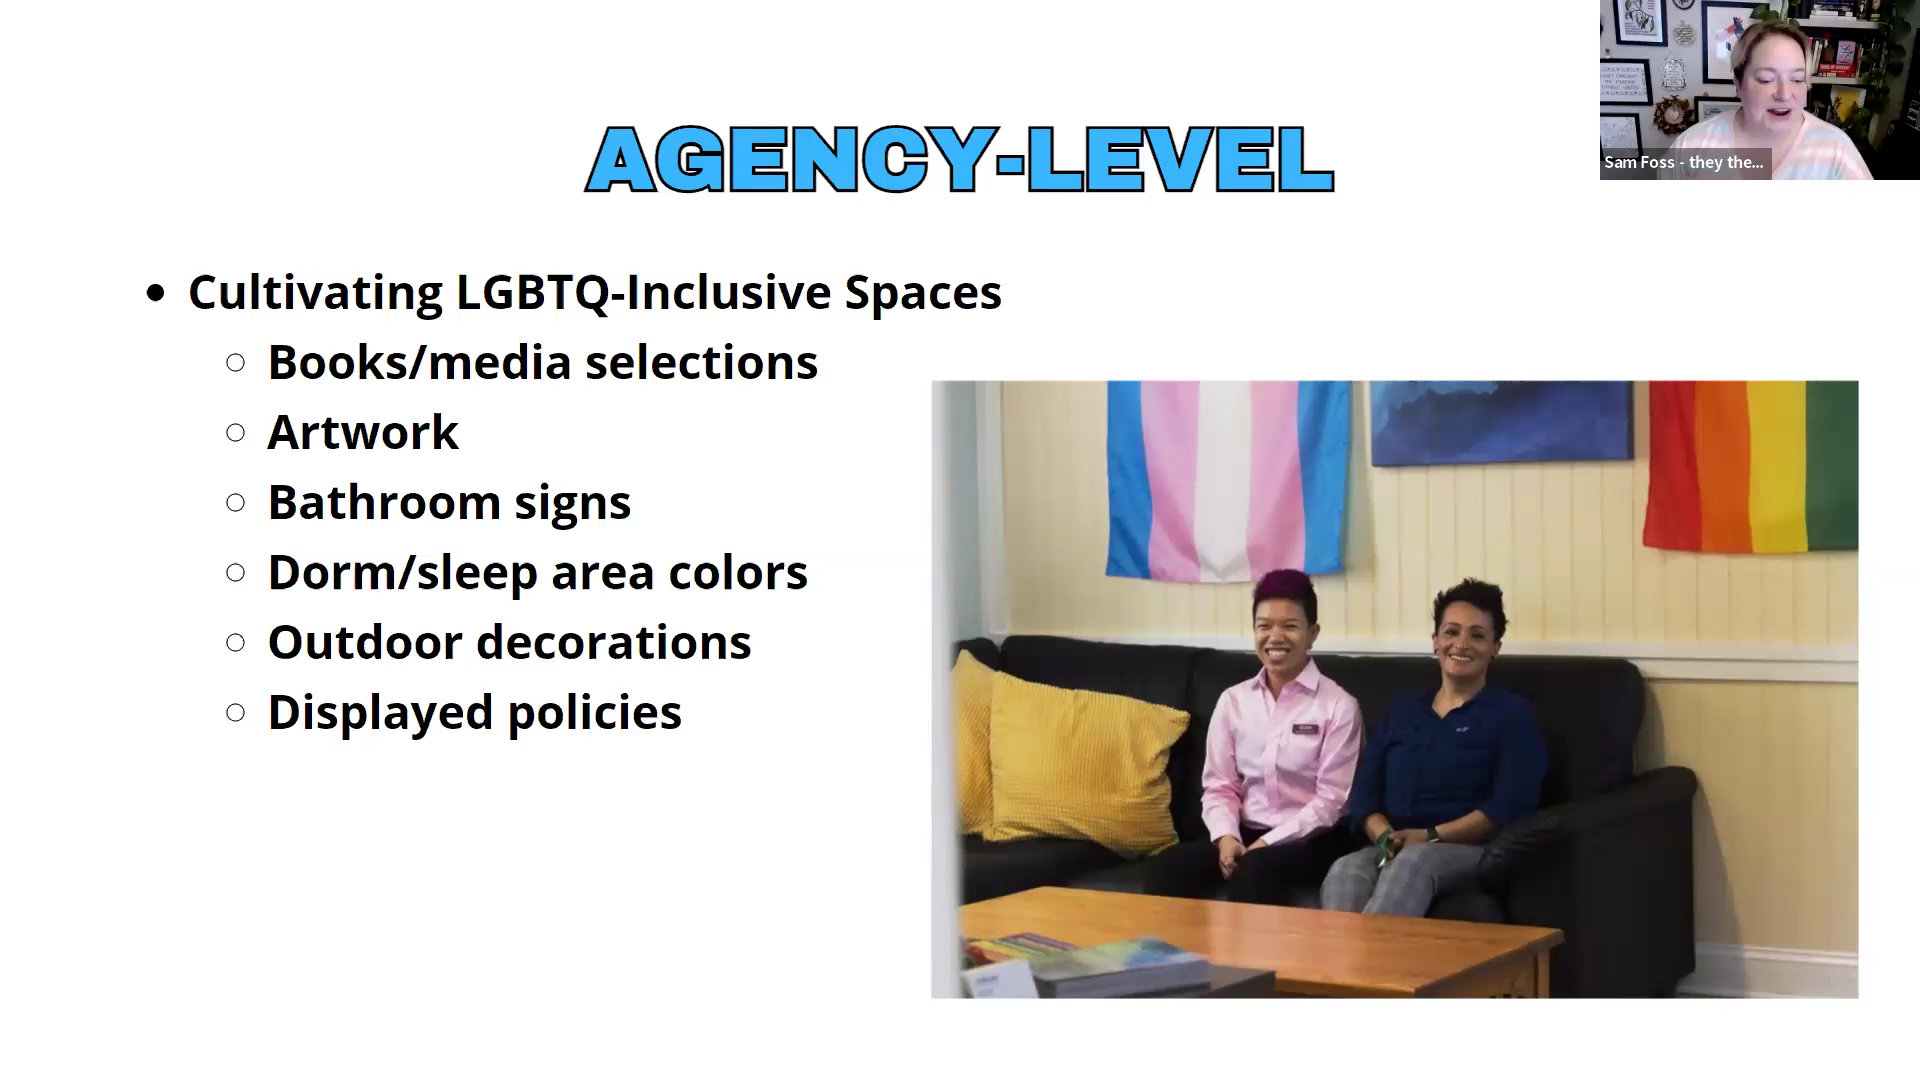 AGENCY-LEVEL
Sam Foss - they the...
Cultivating LGBTQ-Inclusive Spaces
Books/media selections
Artwork
Bathroom signs
Dorm/sleep area colors
Outdoor decorations
Displayed policies